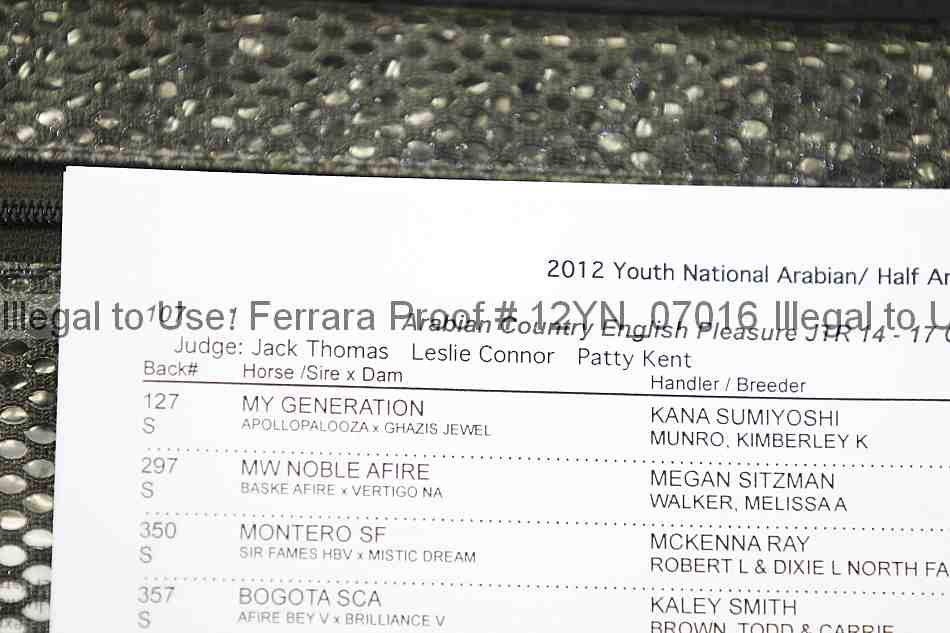 2012 Youth National Arabian/ Half
Illegal to Use! Ferrara Proof # 12YN_07016 Illegal to U
107
Arabian Country English Pleasure JTR 14 - 17
Judge: Jack Thomas Leslie Connor Patty Kent
Back# Horse /Sire x Dam Handler / Breeder
127 MY GENERATION KANA SUMIYOSHI
S APOLLOPALOOZA x GHAZIS JEWEL MUNRO, KIMBERLEY K
297 MW NOBLE AFIRE MEGAN SITZMAN
S BASKE AFIRE x VERTIGO NA WALKER, MELISSA A
350 MONTERO SF MCKENNA RAY
S SIR FAMES HBV x MISTIC DREAM ROBERT L & DIXIE L NORTH FA
357 BOGOTA SCA KALEY SMITH
S AFIRE BEY V x BRILLIANCE V BROWN, TODD & CARRIE